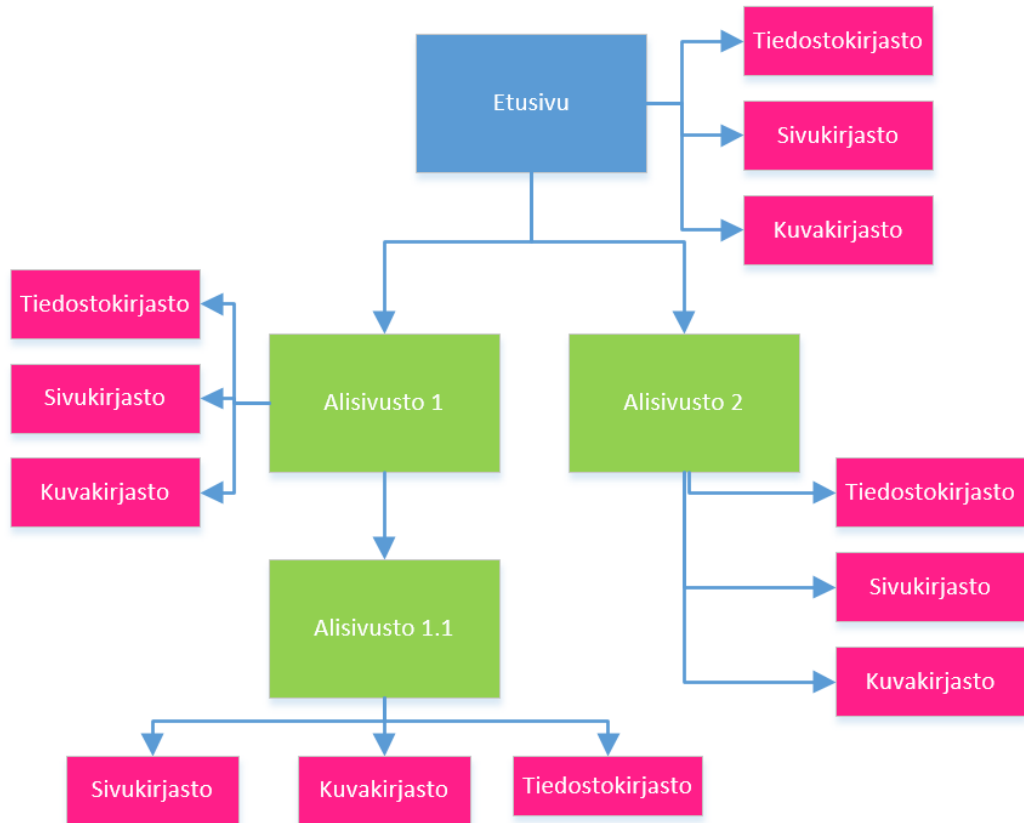 Tiedostokirjasto
Etusivu
Sivukirjasto
Kuvakirjasto
Tiedostokirjasto
Sivukirjasto
Kuvakirjasto
Alisivusto 1
Alisivusto 2
Tiedostokirjasto
Sivukirjasto
Kuvakirjasto
Alisivusto 1.1
Sivukirjasto
Kuvakirjasto
Tiedostokirjasto